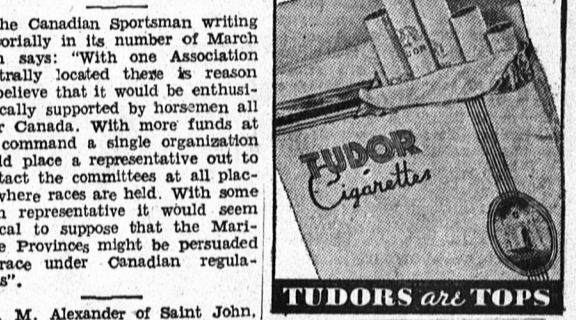 he Canadian Sportsman writing
orially in its number of March
says: "With one Association
trally located there is reason
believe that it would be enthusi-
cally supported by horsemen all
r Canada. With more funds at
command a single organization
ld place a representative out to
tact the committees at all plac-
where races are held. With some
h representative it would seem
cal to suppose that the Mari-
e Provinces might be persuaded
race under Canadian regula-
s".
. M. Alexander of Saint John,
TUDOR
Cigarettes
TUDORS are TOPS